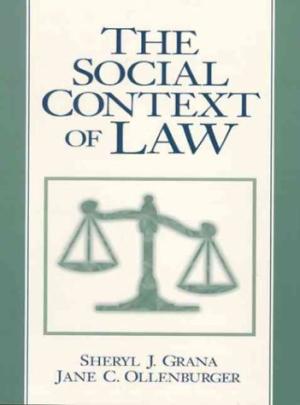 THE
SOCIAL
CONTEXT
OF LAW
SHERYL J. GRANA
JANE C. OLLENBURGER